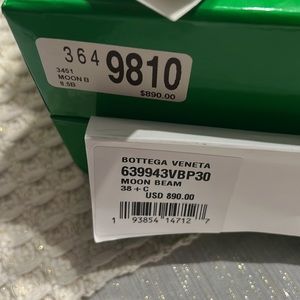 364 9810
3451
MOON B
8.5B
$890.00
BOTTEGA VENETA
639943VBP30
MOON BEAM
38 + C
USD 890.00
1 93854 14712 7